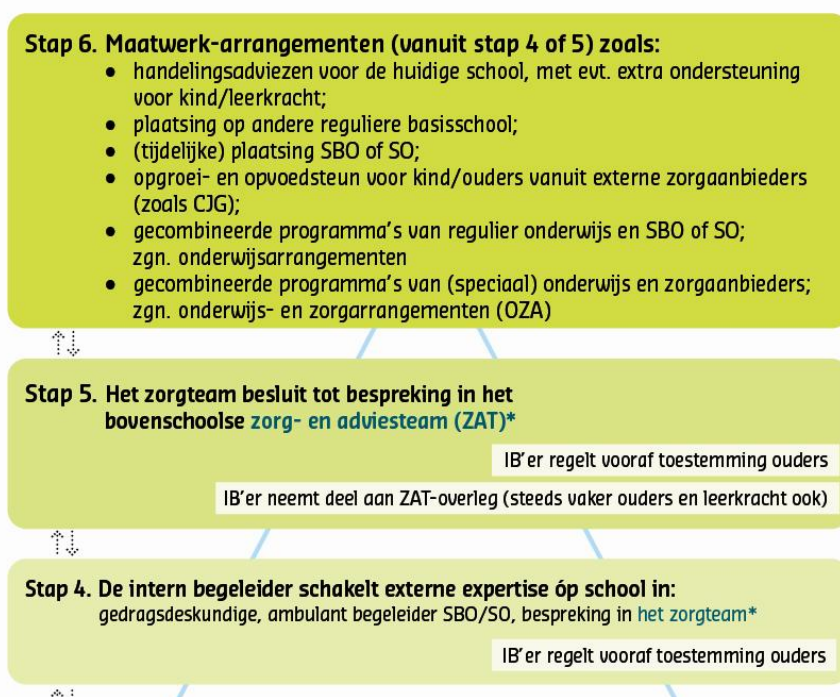 Stap 6. Maatwerk-arrangementen (vanuit stap 4 of 5) zoals:
• handelingsadviezen voor de huidige school, met evt. extra ondersteuning
voor kind/leerkracht;
• plaatsing op andere reguliere basisschool;
• (tijdelijke) plaatsing SBO of SO;
• opgroei- en opvoedsteun voor kind/ouders vanuit externe zorgaanbieders
(zoals CJG);
• gecombineerde programma's van regulier onderwijs en SBO of SO;
zgn. onderwijsarrangementen
• gecombineerde programma's van (speciaal) onderwijs en zorgaanbieders;
zgn. onderwijs- en zorgarrangementen (OZA)
Stap 5. Het zorgteam besluit tot bespreking in het
bovenschoolse zorg- en adviesteam (ZAT)*
IB'er regelt vooraf toestemming ouders
IB'er neemt deel aan ZAT-overleg (steeds vaker ouders en leerkracht ook)
Stap 4. De intern begeleider schakelt externe expertise óp school in:
gedragsdeskundige, ambulant begeleider SBO/SO, bespreking in het zorgteam*
IB'er regelt vooraf toestemming ouders